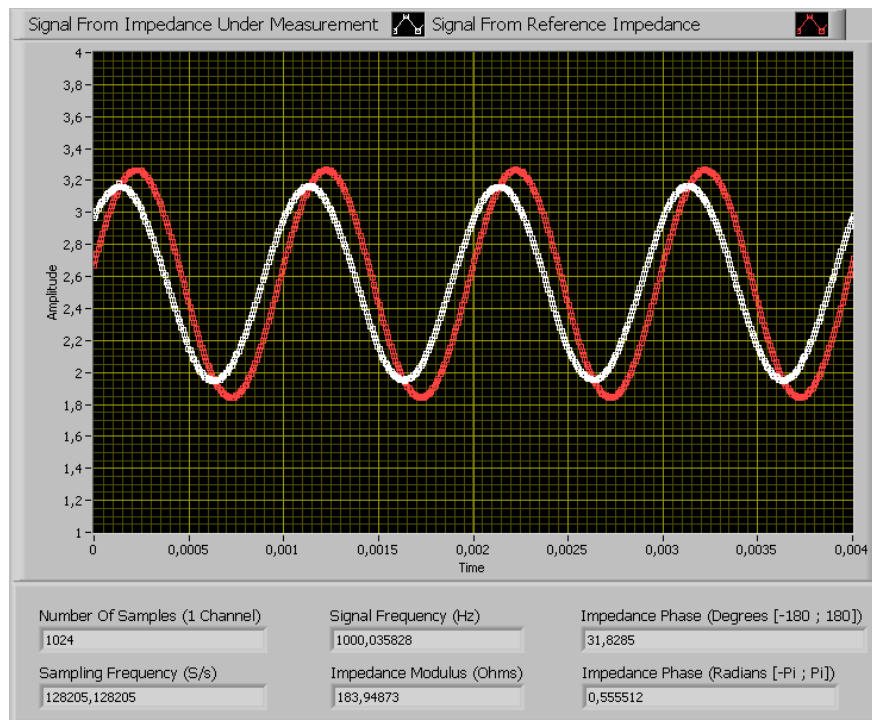 Signal From Impedance Under Measurement Signal From Reference Impedance
4
3,8
3,6
3,4
3,2
3
2,8
2,6
2,4
2,2
2
1,8
1,6
1,4
1,2
1
Amplitude
0 0,0005 0,001 0,0015 0,002 0,0025 0,003 0,0035 0,004
Time
Number Of Samples (1 Channel) Signal Frequency (Hz) Impedance Phase (Degrees [-180 ; 180])
1024 1000,035828 31,8285
Sampling Frequency (S/s) Impedance Modulus (Ohms) Impedance Phase (Radians [-Pi ; Pi])
128205,128205 183,94873 0,555512